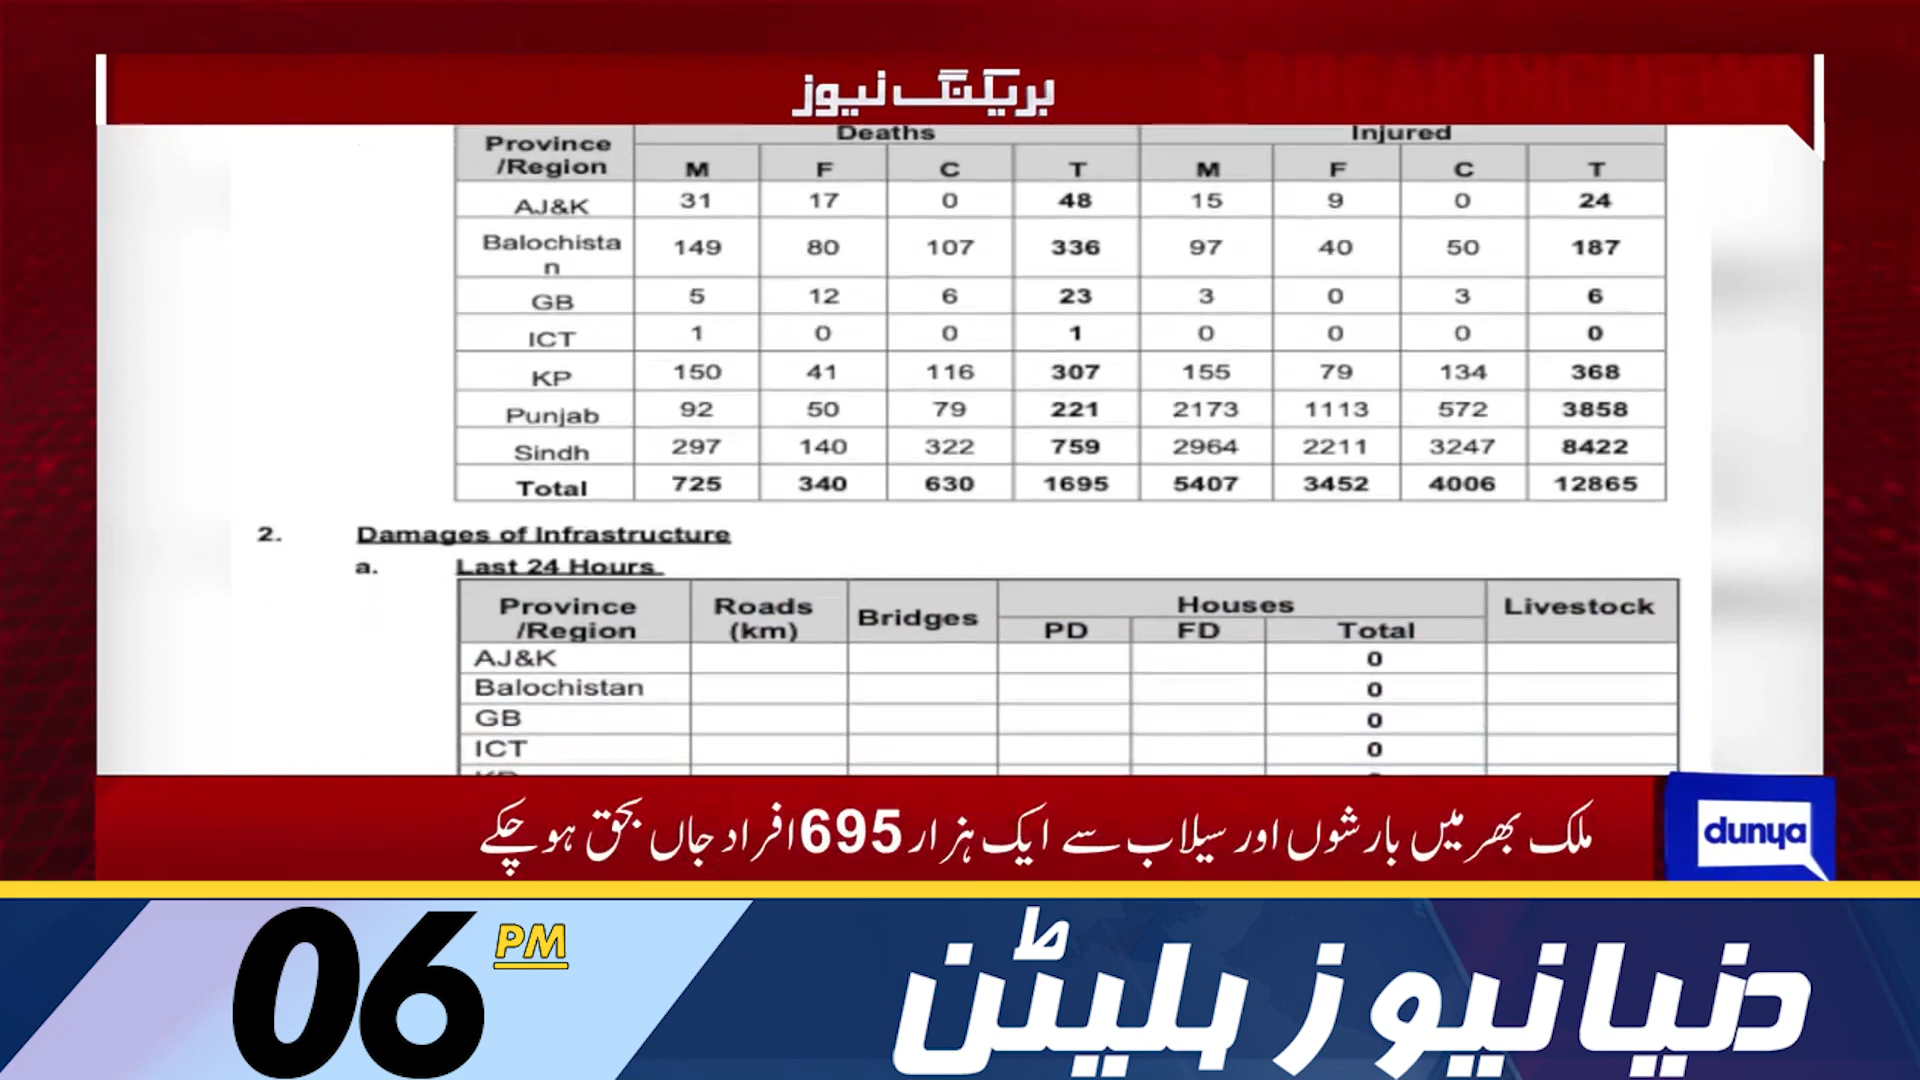 بریکنگ نیوز
Province /Region Deaths Injured
M F C T M F C T
AJ&K 31 17 0 48 15 9 0 24
Balochista n 149 80 107 336 97 40 50 187
GB 5 12 6 23 3 0 3 6
ICT 1 0 0 1 0 0 0 0
KP 150 41 116 307 155 79 134 368
Punjab 92 50 79 221 2173 1113 572 3858
Sindh 297 140 322 759 2964 2211 3247 8422
Total 725 340 630 1695 5407 3452 4006 12865
2. Damages of Infrastructure
a. Last 24 Hours
Province /Region Roads (km) Bridges Houses Livestock
PD FD Total
AJ&K 0
Balochistan 0
GB 0
ICT 0
ملک بھر میں بارشوں اور سیلاب سے ایک ہزار 695 افراد جاں بحق ہو چکے
dunya
06 PM
دنیا نیوز بلیٹن